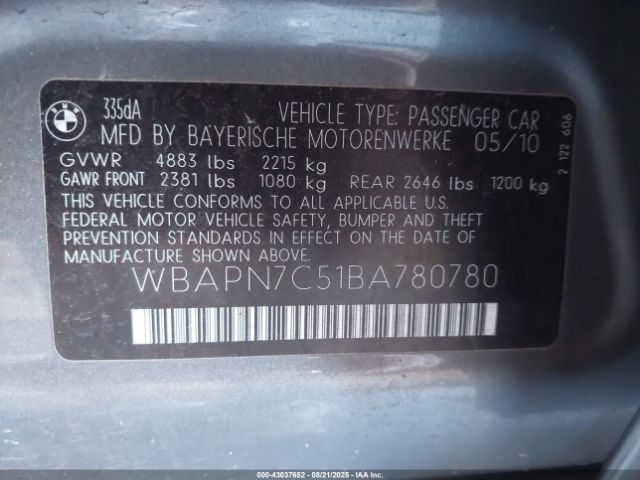 BMW
335dA VEHICLE TYPE: PASSENGER CAR
MFD BY BAYERISCHE MOTORENWERKE 05/10
GVWR 4883 lbs 2215 kg
GAWR FRONT 2381 lbs 1080 kg REAR 2646 lbs 1200 kg
THIS VEHICLE CONFORMS TO ALL APPLICABLE U.S.
FEDERAL MOTOR VEHICLE SAFETY, BUMPER AND THEFT
PREVENTION STANDARDS IN EFFECT ON THE DATE OF
MANUFACTURE SHOWN ABOVE.
WBAPN7C51BA780780
2 122 606
000-43037652 - 08/21/2025 - Copyright © IAA, LLC.